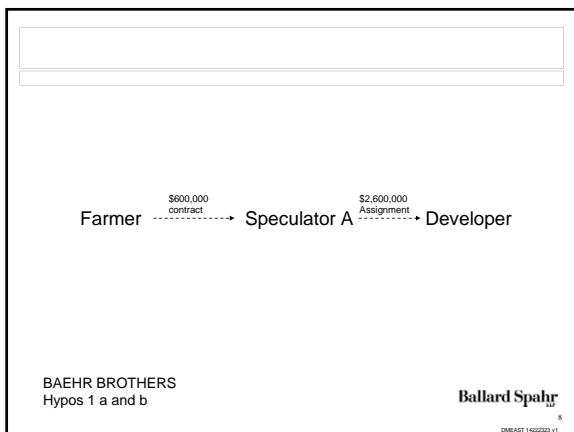 $600,000
contract
$2,600,000
Assignment
Farmer Speculator A Developer
BAEHR BROTHERS
Hypos 1 a and b
Ballard Spahr
LLP
8
DMEAST 14222323 v1